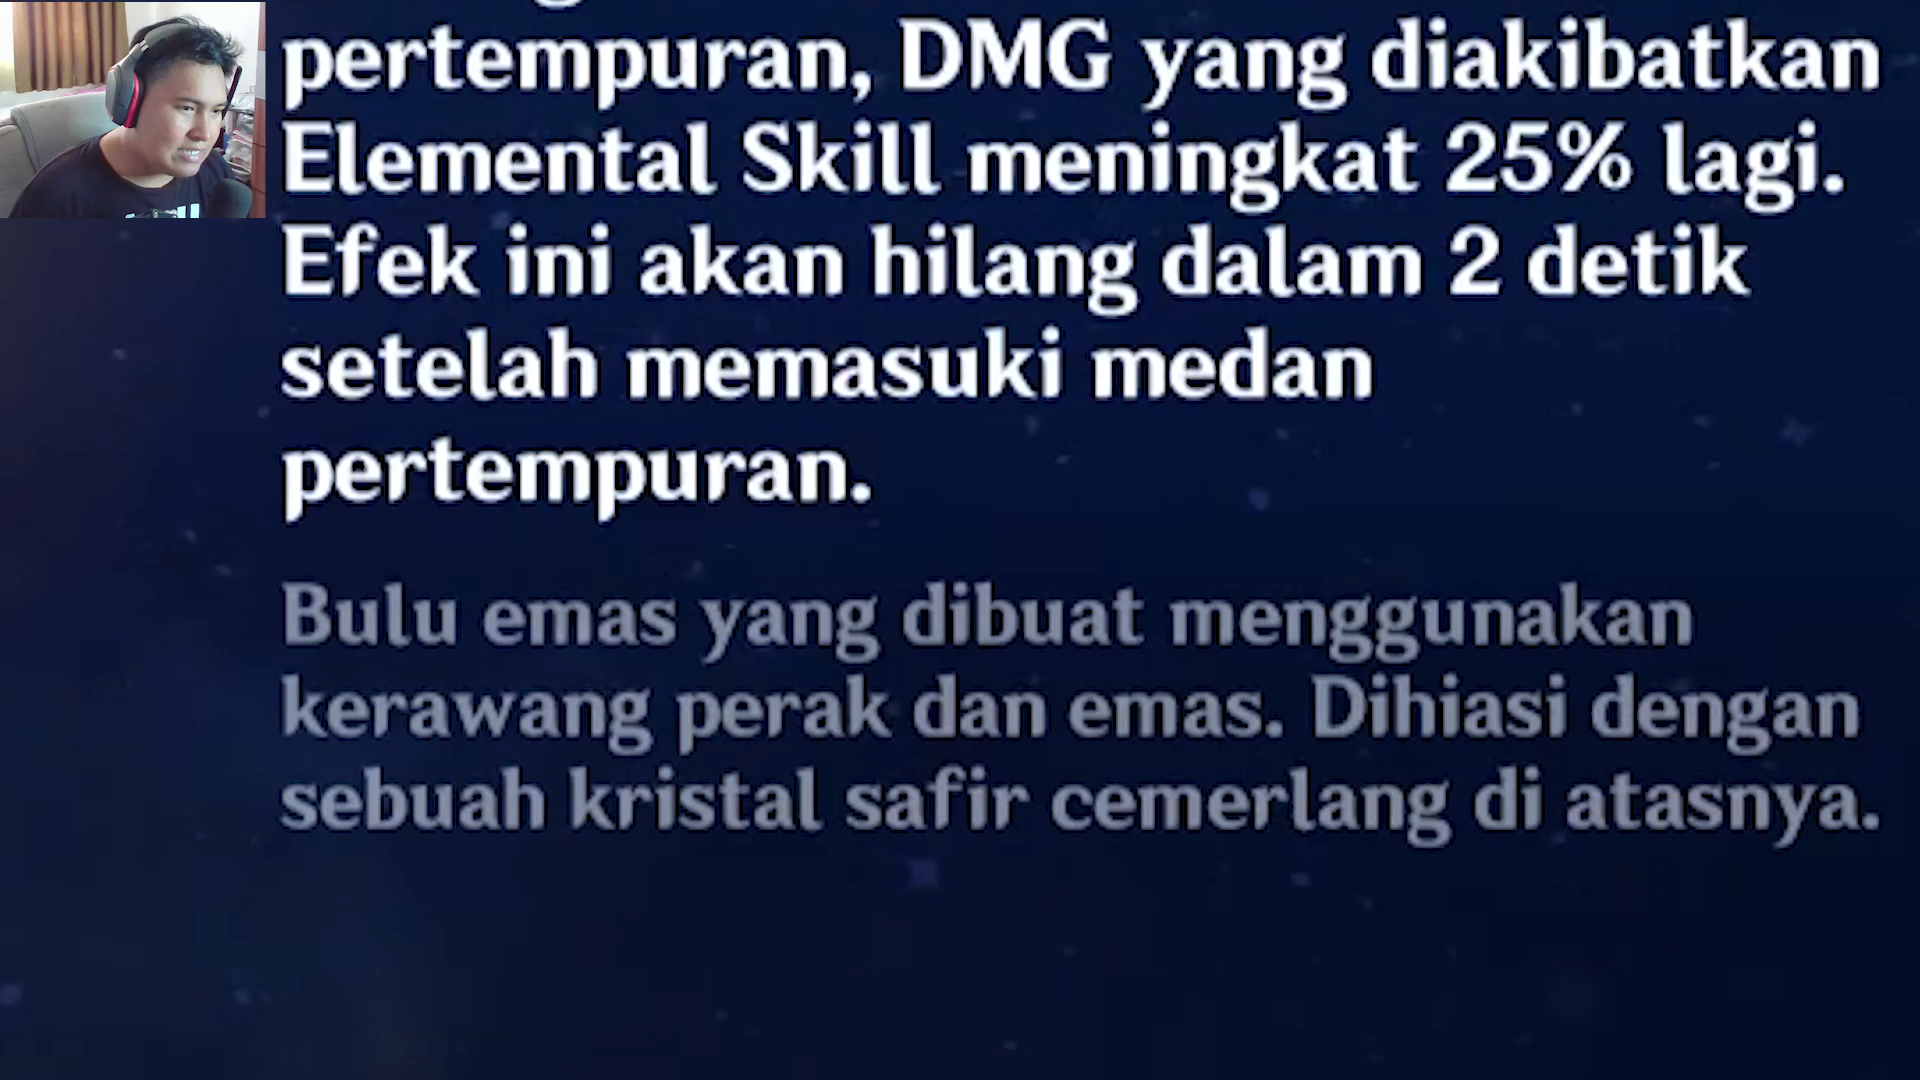 pertempuran, DMG yang diakibatkan
Elemental Skill meningkat 25% lagi.
Efek ini akan hilang dalam 2 detik
setelah memasuki medan
pertempuran.
Bulu emas yang dibuat menggunakan
kerawang perak dan emas. Dihiasi dengan
sebuah kristal safir cemerlang di atasnya.